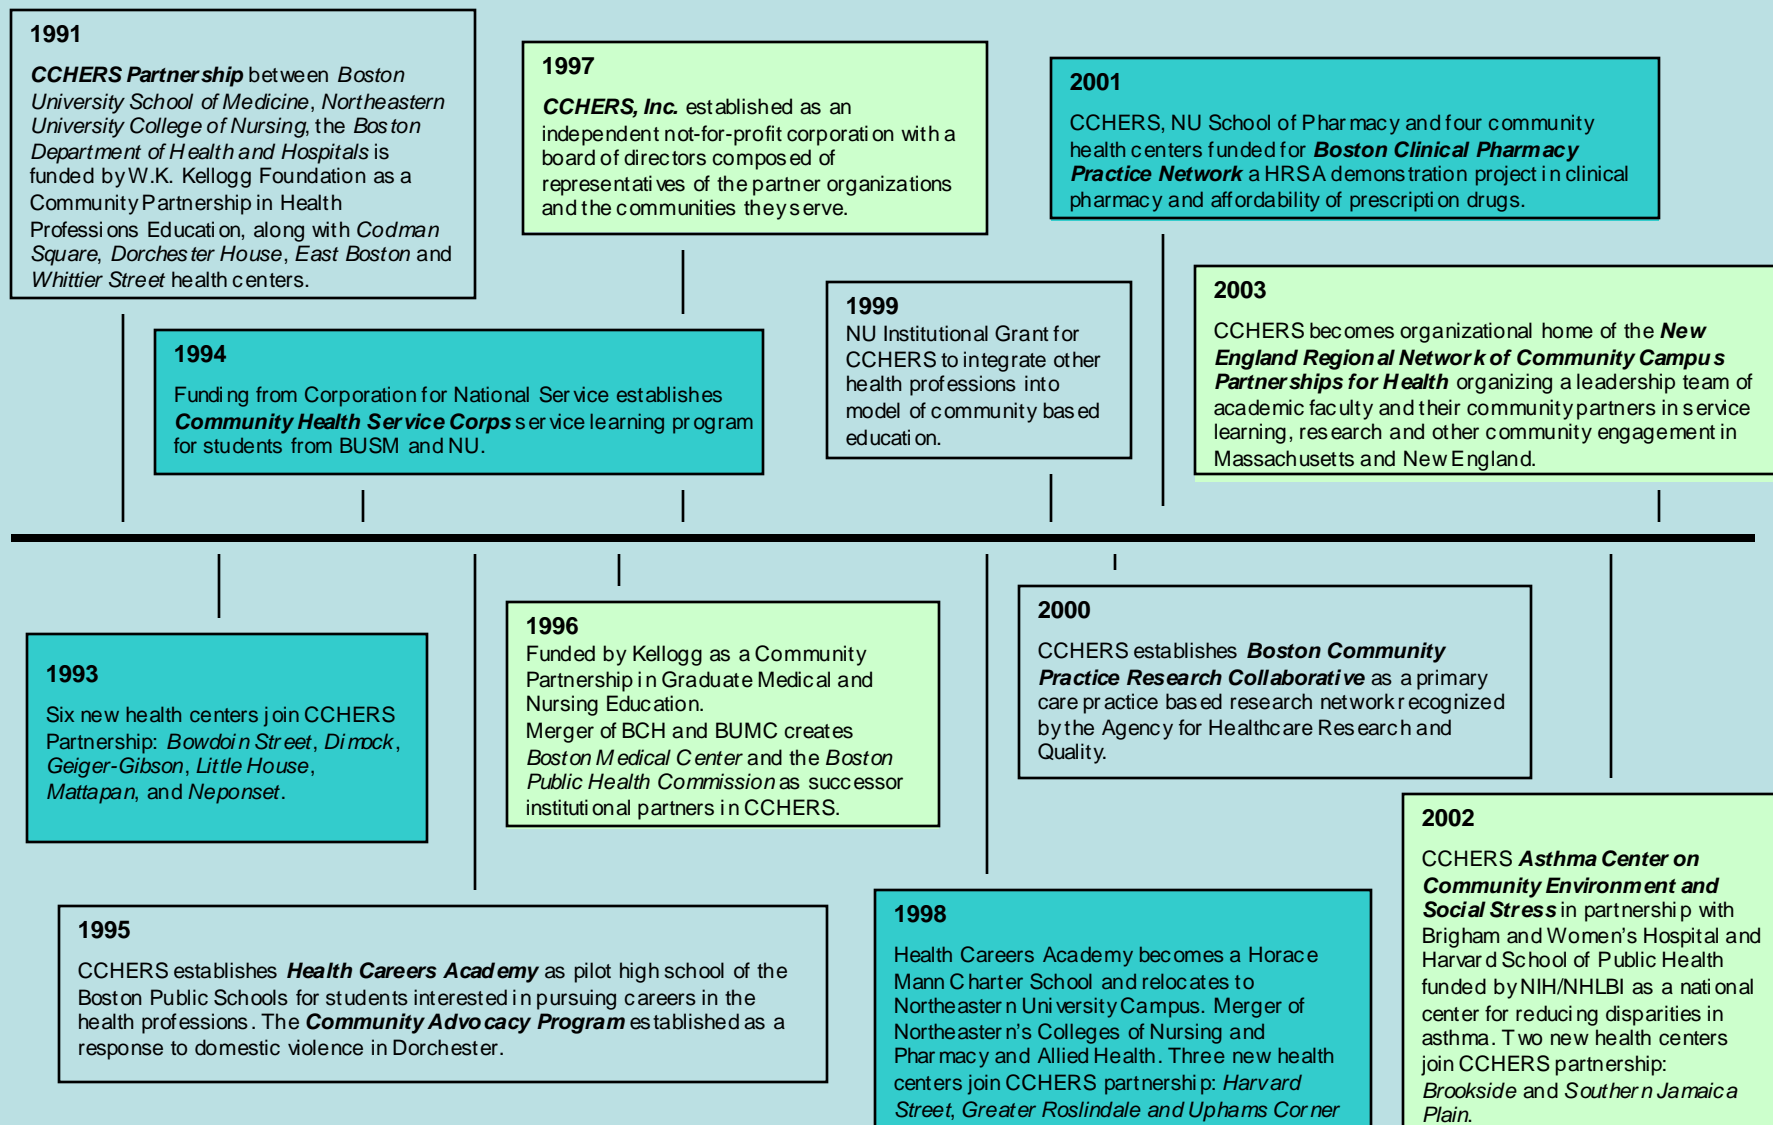 1991
CCHERS Partnership between Boston
University School of Medicine, Northeastern
University College of Nursing, the Boston
Department of Health and Hospitals is
funded by W.K. Kellogg Foundation as a
Community Partnership in Health
Professions Education, along with Codman
Square, Dorchester House, East Boston and
Whittier Street health centers.
1997
CCHERS, Inc. established as an
independent not-for-profit corporation with a
board of directors composed of
representatives of the partner organizations
and the communities they serve.
2001
CCHERS, NU School of Pharmacy and four community
health centers funded for Boston Clinical Pharmacy
Practice Network a HRSA demonstration project in clinical
pharmacy and affordability of prescription drugs.
1994
Funding from Corporation for National Service establishes
Community Health Service Corps service learning program
for students from BUSM and NU.
1999
NU Institutional Grant for
CCHERS to integrate other
health professions into
model of community based
education.
2003
CCHERS becomes organizational home of the New
England Regional Network of Community Campus
Partnerships for Health organizing a leadership team of
academic faculty and their community partners in service
learning, research and other community engagement in
Massachusetts and New England.
1993
Six new health centers join CCHERS
Partnership: Bowdoin Street, Dimock,
Geiger-Gibson, Little House,
Mattapan, and Neponset.
1996
Funded by Kellogg as a Community
Partnership in Graduate Medical and
Nursing Education.
Merger of BCH and BUMC creates
Boston Medical Center and the Boston
Public Health Commission as successor
institutional partners in CCHERS.
2000
CCHERS establishes Boston Community
Practice Research Collaborative as a primary
care practice based research network recognized
by the Agency for Healthcare Research and
Quality.
1995
CCHERS establishes Health Careers Academy as pilot high school of the
Boston Public Schools for students interested in pursuing careers in the
health professions. The Community Advocacy Program established as a
response to domestic violence in Dorchester.
1998
Health Careers Academy becomes a Horace
Mann Charter School and relocates to
Northeastern University Campus. Merger of
Northeastern's Colleges of Nursing and
Pharmacy and Allied Health. Three new health
centers join CCHERS partnership: Harvard
Street, Greater Roslindale and Uphams Corner
2002
CCHERS Asthma Center on
Community Environment and
Social Stress in partnership with
Brigham and Women's Hospital and
Harvard School of Public Health
funded by NIH/NHLBI as a national
center for reducing disparities in
asthma. Two new health centers
join CCHERS partnership:
Brookside and Southern Jamaica
Plain.